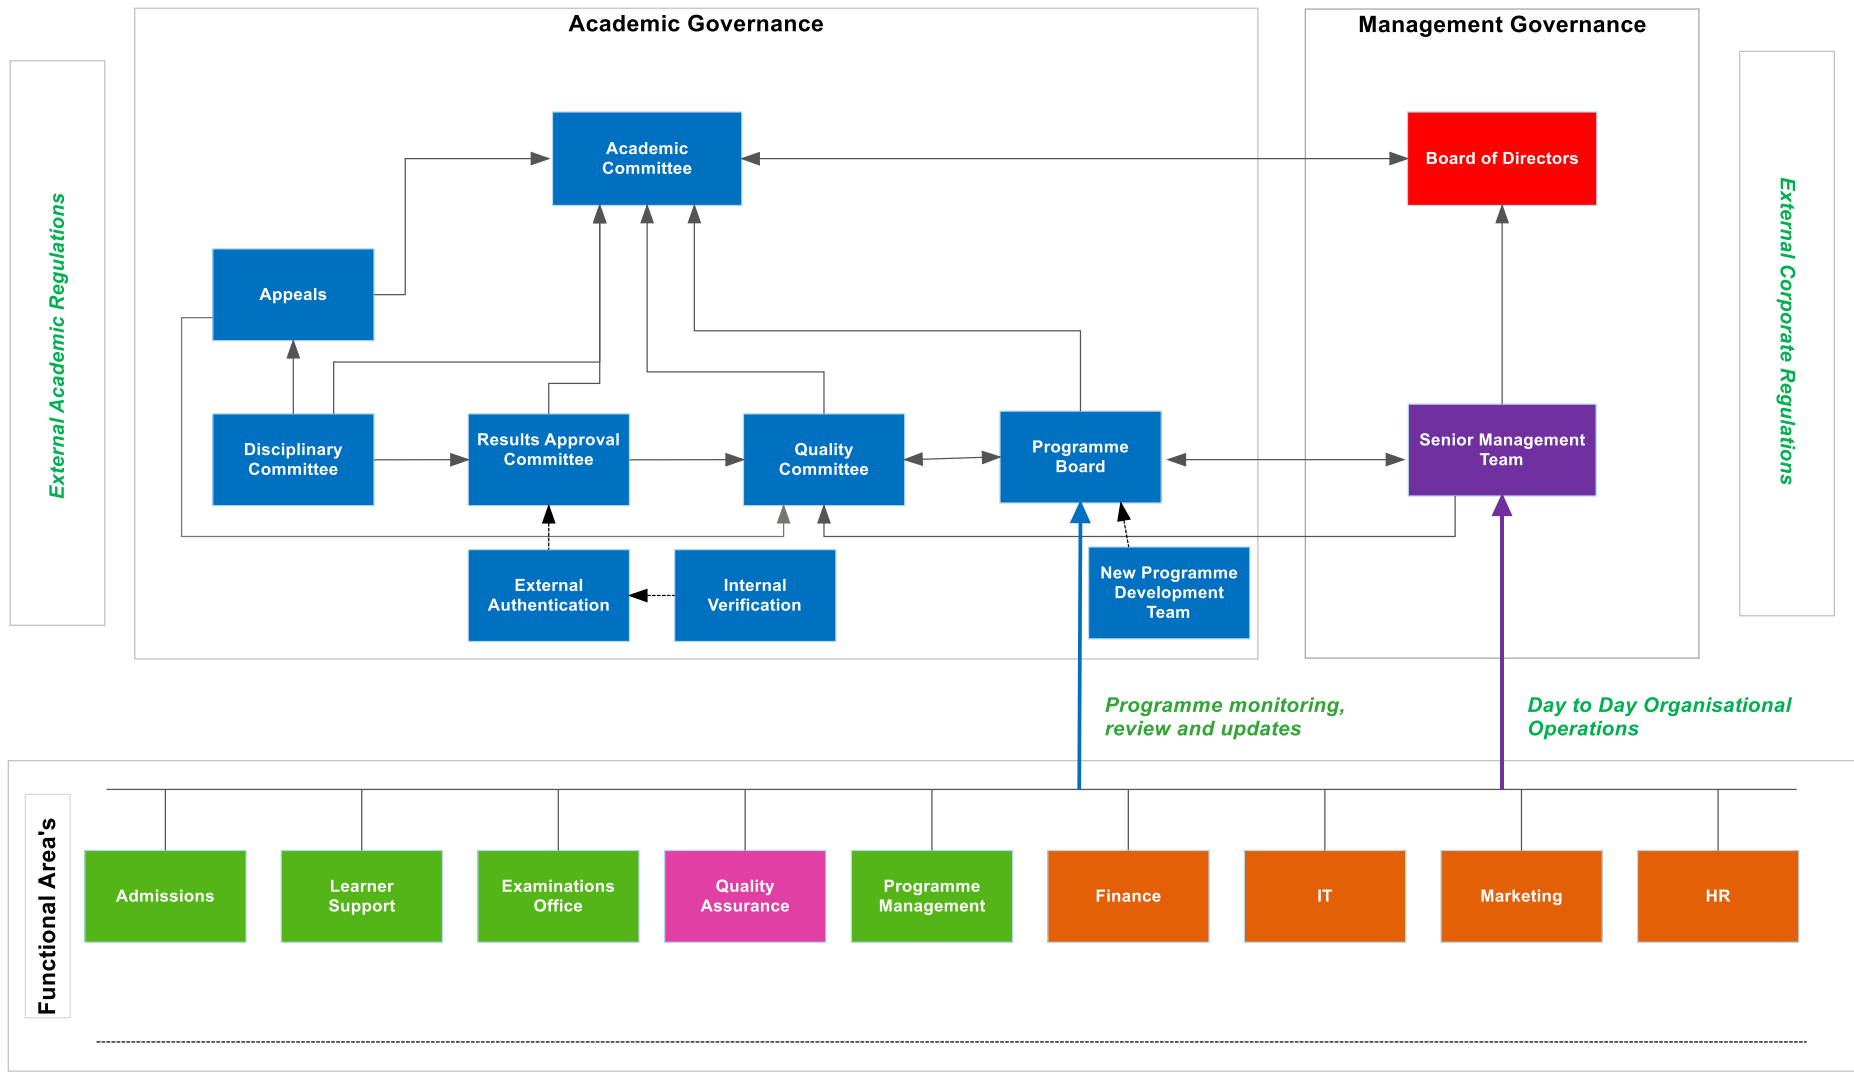 Academic Governance
Management Governance
External Academic Regulations
External Corporate Regulations
Academic
Committee
Board of Directors
Appeals
Disciplinary
Committee
Results Approval
Committee
Quality
Committee
Programme
Board
Senior Management
Team
External
Authentication
Internal
Verification
New Programme
Development
Team
Programme monitoring,
review and updates
Day to Day Organisational
Operations
Functional Area's
Admissions
Learner
Support
Examinations
Office
Quality
Assurance
Programme
Management
Finance
IT
Marketing
HR